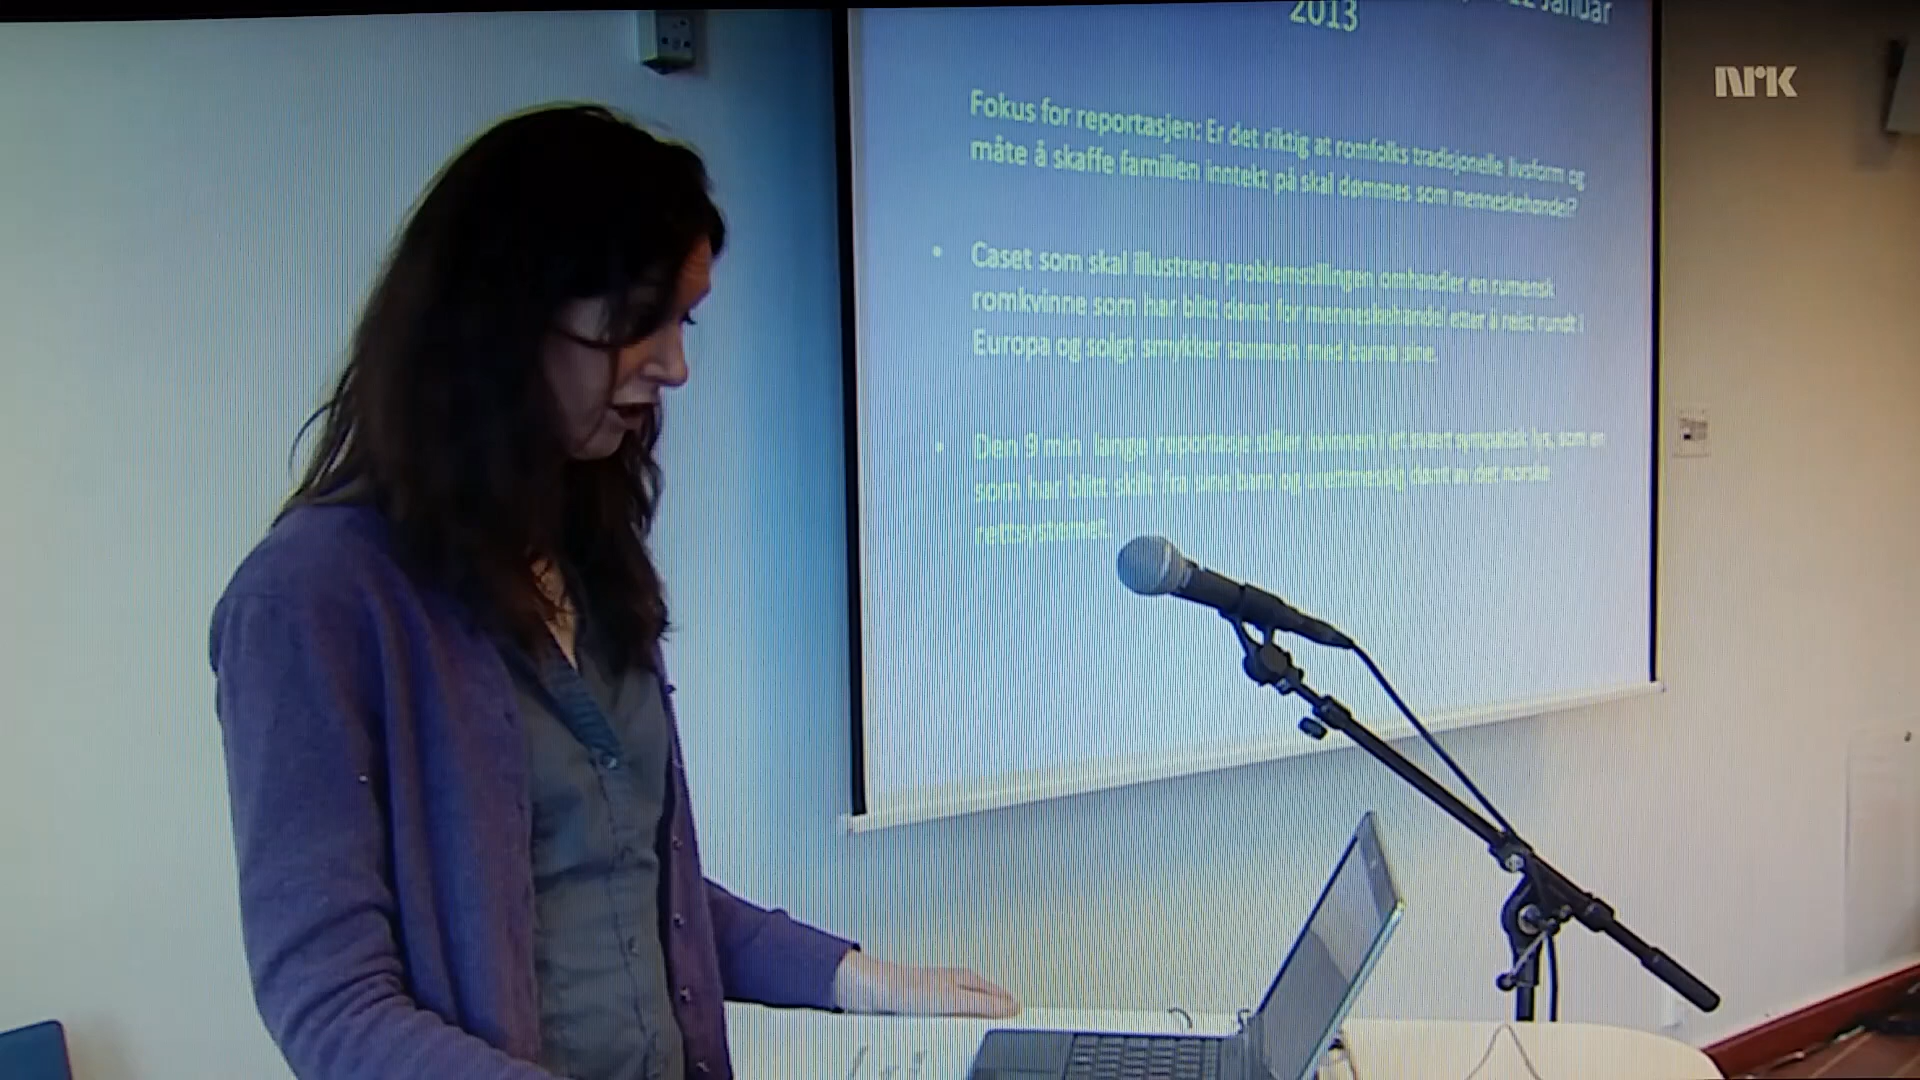 12 Januar
2013
NRK
Fokus for reportasjen: Er det riktig at romfolks tradisjonelle livsform og
måte å skaffe familien inntekt på skal dømmes som menneskehandel?
• Caset som skal illustrere problemstillingen omhandler en rumensk
romkvinne som har blitt dømt for menneskehandel etter å reist rundt i
Europa og solgt smykker sammen med barna sine.
• Den 9 min lange reportasje stiller kvinnen i et svært sympatisk lys, som en
som har blitt skilt fra sine barn og urettmessig dømt av det norske
rettsystemet.